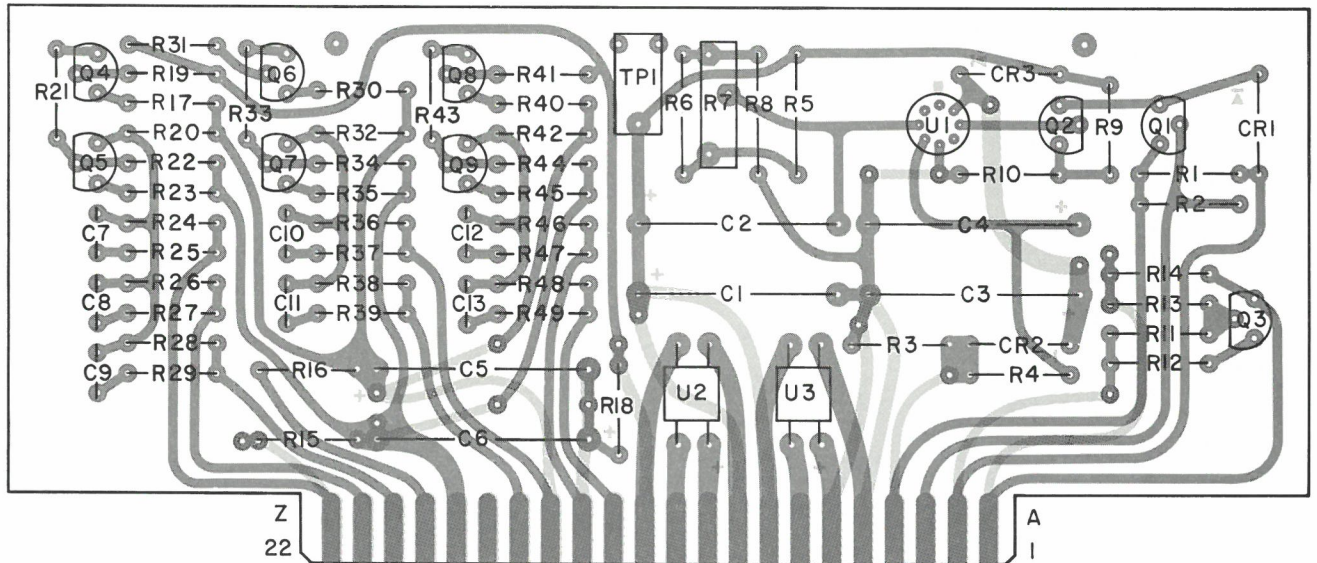 R31 Q6 Q8 R41 TP1 CR3
Q4 R19 R30 R6 R7 R8 R5
R21 R17 R33 R43 R40 U1 Q2 R9 Q1 CR1
R20 R32 R42
Q5 R22 Q7 R34 Q9 R44 R10 R1
R23 R35 R45 R2
C7 R24 C10 R36 C12 R46 C2 C4
R25 R37 R47
C8 R26 C11 R38 C13 R48 C1 C3 R14
R27 R39 R49 R13 Q3
C9 R28 R3 CR2 R11
R29 R16 C5 U2 U3 R4 R12
R18
R15 C6
Z A
22 1